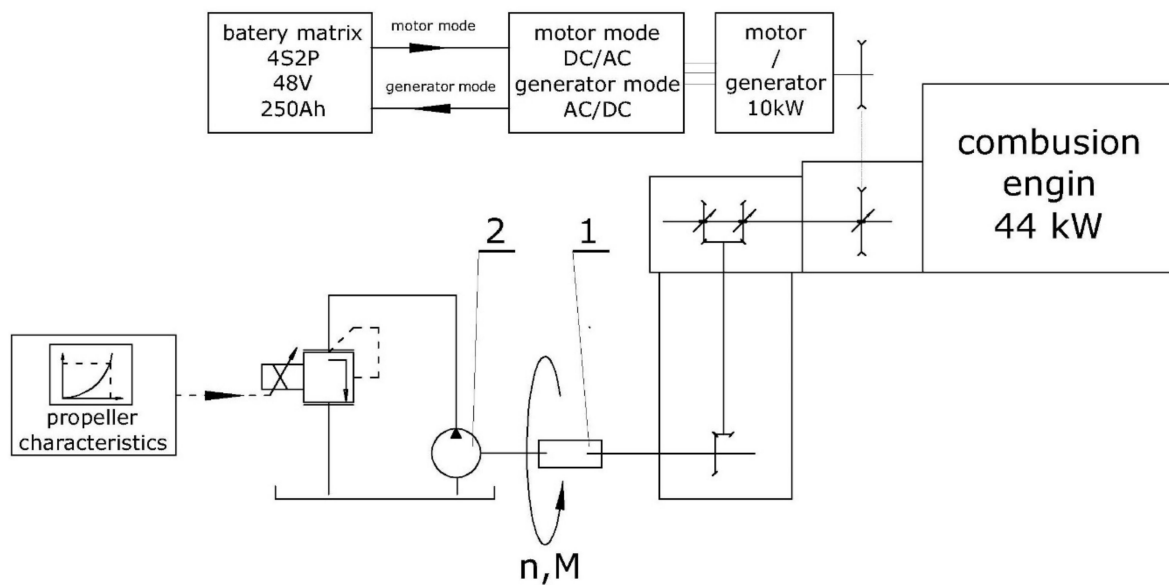 batery matrix
4S2P
48V
250Ah
motor mode
generator mode
motor mode
DC/AC
generator mode
AC/DC
motor
/
generator
10kW
combusion
engin
44 kW
2
1
propeller
characteristics
n,M